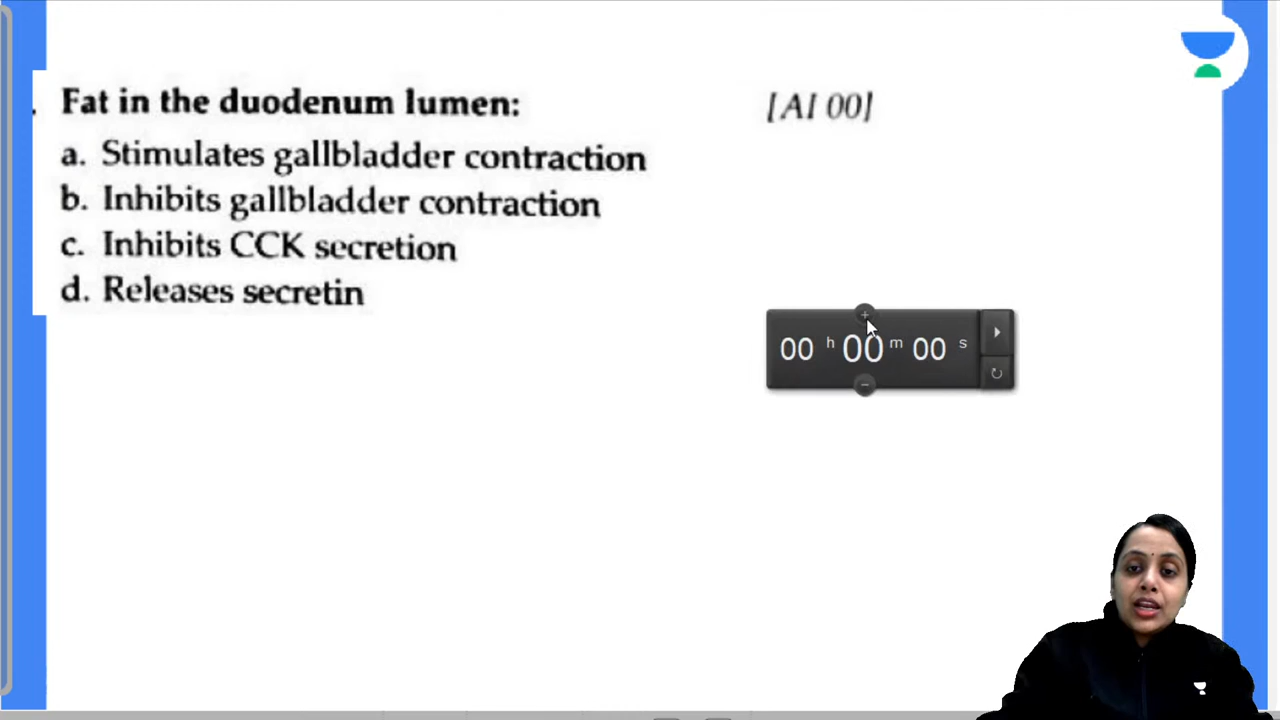 . Fat in the duodenum lumen: [AI 00]
a. Stimulates gallbladder contraction
b. Inhibits gallbladder contraction
c. Inhibits CCK secretion
d. Releases secretin
+
00 h 00 m 00 s
−